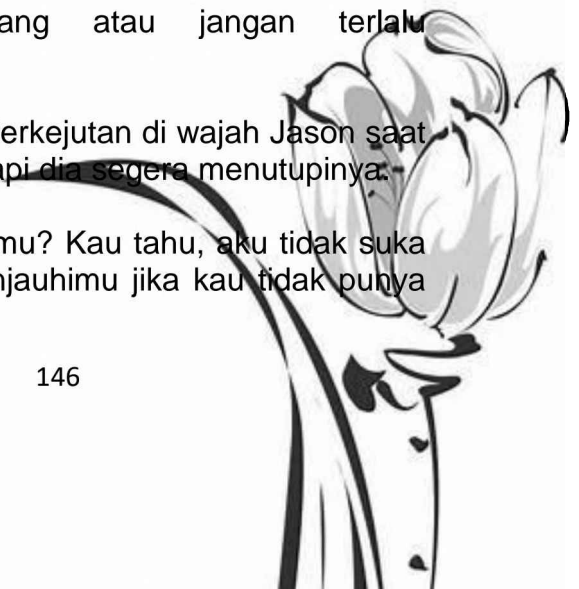 ang atau jangan terlalu
erkejutan di wajah Jason saat
api dia segera menutupinya.
mu? Kau tahu, aku tidak suka
njauhimu jika kau tidak punya
146